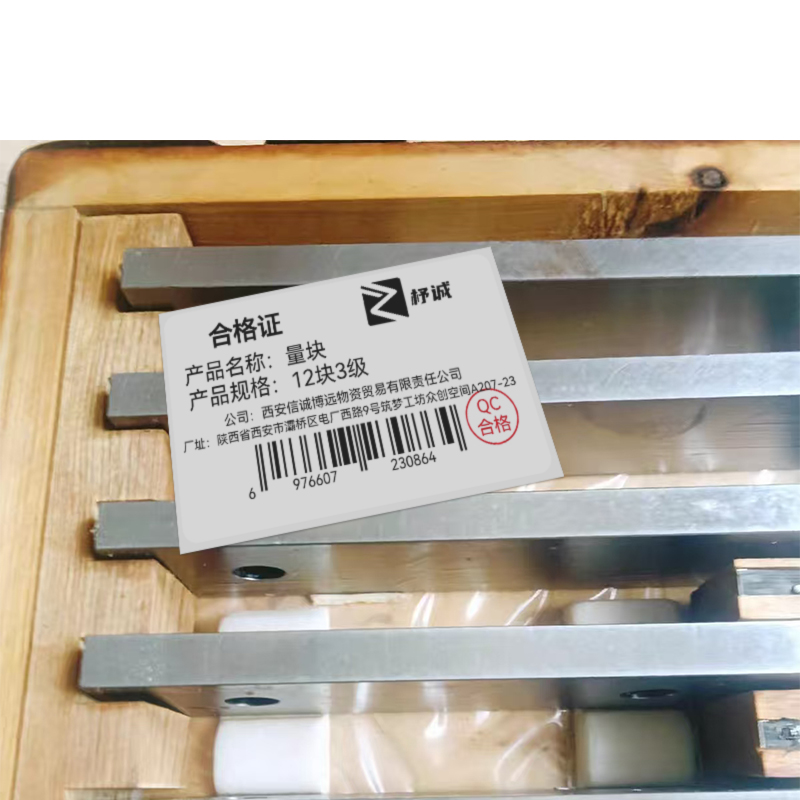 杼诚
合格证
产品名称：量块
产品规格：12块3级
公司：西安信诚博远物资贸易有限责任公司
厂址：陕西省西安市灞桥区电厂西路9号筑梦工坊众创空间A207-23
QC
合格
6 976607 230864